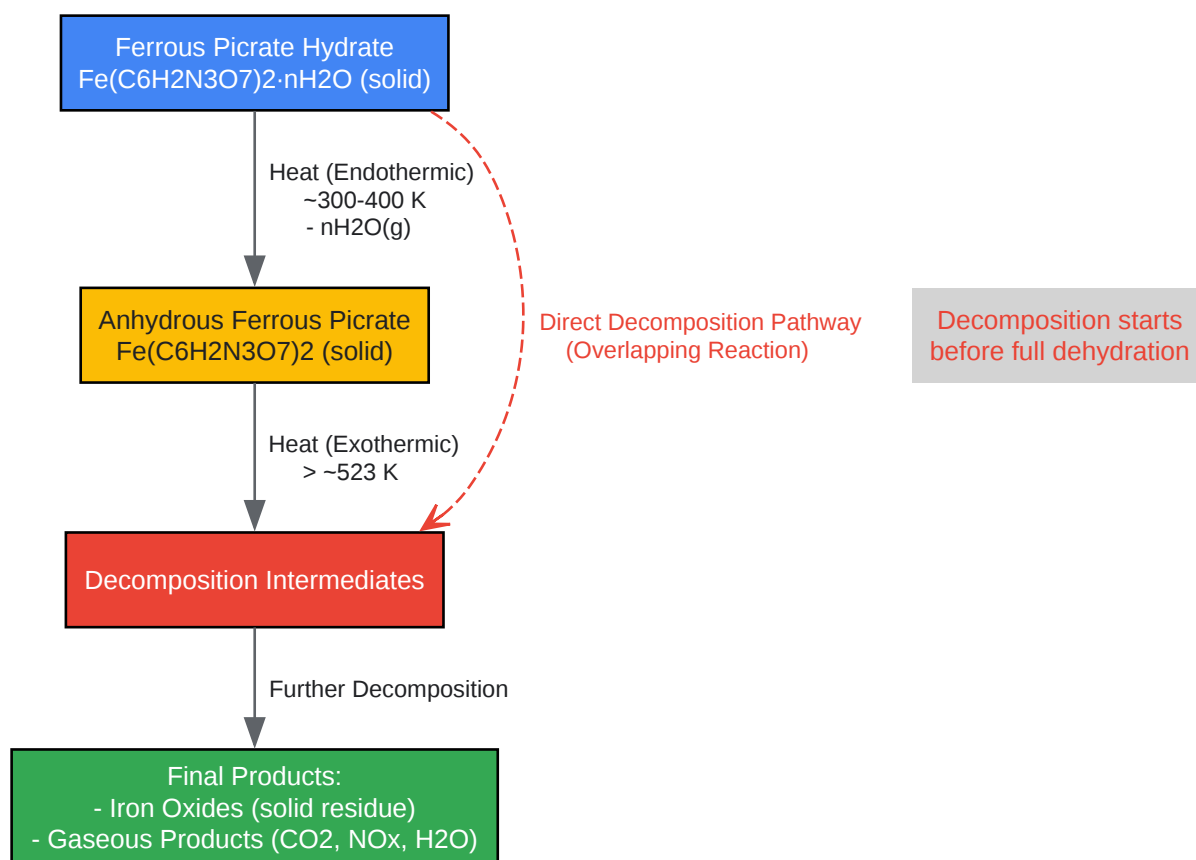 Ferrous Picrate Hydrate
Fe(C6H2N3O7)2·nH2O (solid)
Heat (Endothermic)
~300-400 K
- nH2O(g)
Anhydrous Ferrous Picrate
Fe(C6H2N3O7)2 (solid)
Direct Decomposition Pathway
(Overlapping Reaction)
Decomposition starts
before full dehydration
Heat (Exothermic)
> ~523 K
Decomposition Intermediates
Further Decomposition
Final Products:
- Iron Oxides (solid residue)
- Gaseous Products (CO2, NOx, H2O)